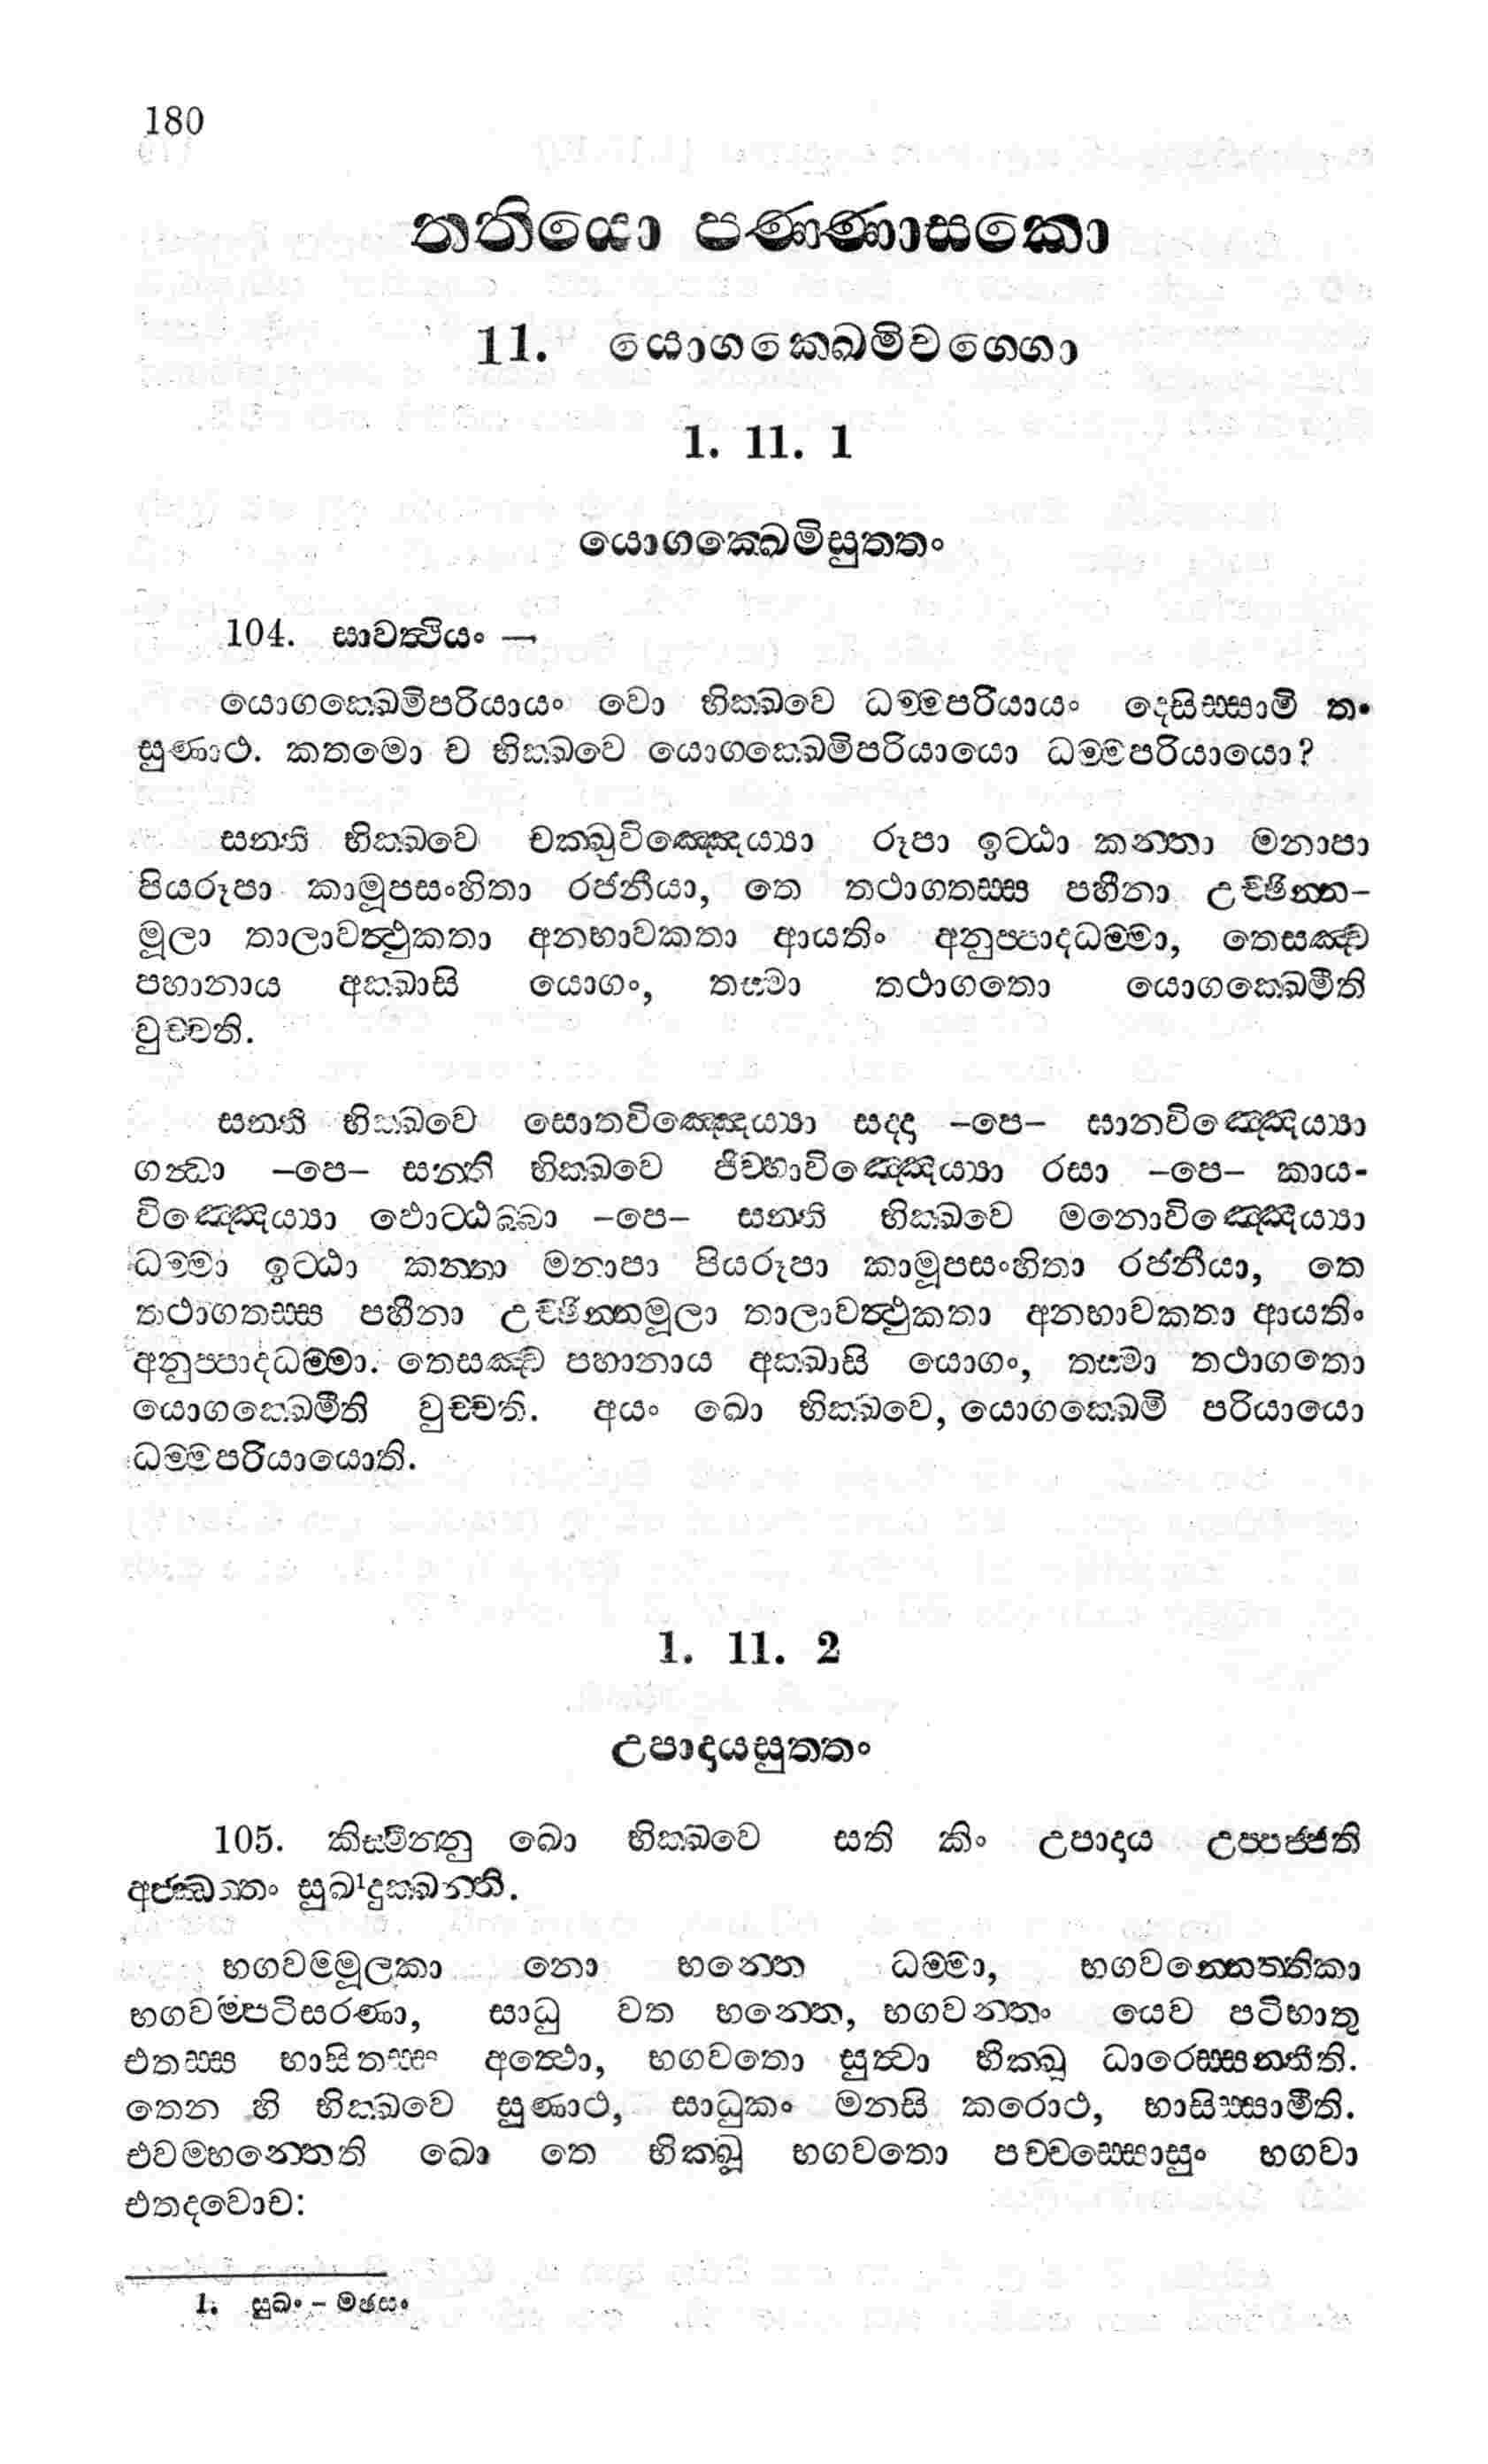 180
තතියො පණ්ණාසකො
11. යොගක්ඛෙමිවග්ගො
1. 11. 1
යොගක්ඛෙමිසුත්තං
104. සාවත්ථියං —
යොගක්ඛෙමිපරියායං වො භික්ඛවෙ ධම්මපරියායං දෙසිස්සාමි තං
සුණාථ. කතමො ච භික්ඛවෙ යොගක්ඛෙමිපරියායො ධම්මපරියායො?
සන්ති භික්ඛවෙ චක්ඛුවිඤ්ඤෙය්‍යා රූපා ඉට්ඨා කන්තා මනාපා
පියරූපා කාමූපසංහිතා රජනීයා, තෙ තථාගතස්ස පහීනා උච්ඡින්න-
මූලා තාලාවත්ථුකතා අනභාවකතා ආයතිං අනුප්පාදධම්මා, තෙසඤ්ච
පහානාය අක්ඛාසි යොගං, තස්මා තථාගතො යොගක්ඛෙමීති
වුච්චති.
සන්ති භික්ඛවෙ සොතවිඤ්ඤෙය්‍යා සද්දා –පෙ– ඝානවිඤ්ඤෙය්‍යා
ගන්ධා –පෙ– සන්ති භික්ඛවෙ ජිව්හාවිඤ්ඤෙය්‍යා රසා –පෙ– කාය-
විඤ්ඤෙය්‍යා ඵොට්ඨබ්බා –පෙ– සන්ති භික්ඛවෙ මනොවිඤ්ඤෙය්‍යා
ධම්මා ඉට්ඨා කන්තා මනාපා පියරූපා කාමූපසංහිතා රජනීයා, තෙ
තථාගතස්ස පහීනා උච්ඡින්නමූලා තාලාවත්ථුකතා අනභාවකතා ආයතිං
අනුප්පාදධම්මා. තෙසඤ්ච පහානාය අක්ඛාසි යොගං, තස්මා තථාගතො
යොගක්ඛෙමීති වුච්චති. අයං ඛො භික්ඛවෙ, යොගක්ඛෙමි පරියායො
ධම්මපරියායොති.
1. 11. 2
උපාදායසුත්තං
105. කිස්මින්නු ඛො භික්ඛවෙ සති කිං උපාදාය උප්පජ්ජති
අජ්ඣත්තං සුඛ¹දුක්ඛන්ති.
භගවම්මූලකා නො භන්තෙ ධම්මා, භගවන්නෙත්තිකා
භගවම්පටිසරණා, සාධු වත භන්තෙ, භගවන්තං යෙව පටිභාතු
එතස්ස භාසිතස්ස අත්ථො, භගවතො සුත්වා භික්ඛු ධාරෙස්සන්තීති.
තෙන හි භික්ඛවෙ සුණාථ, සාධුකං මනසි කරොථ, භාසිස්සාමීති.
එවම්භන්තෙති ඛො තෙ භික්ඛූ භගවතො පච්චස්සොසුං භගවා
එතදවොච:
1. සුඛං – මජසං